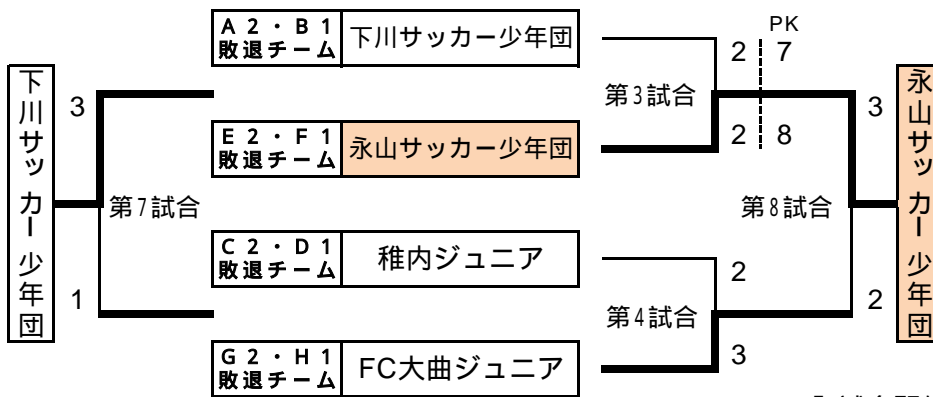 PK
A2・B1
敗退チーム
下川サッカー少年団
2
7
第3試合
下川サッカー少年団
3
永山サッカー少年団
3
E2・F1
敗退チーム
永山サッカー少年団
2
8
第7試合
第8試合
C2・D1
敗退チーム
稚内ジュニア
2
1
2
第4試合
G2・H1
敗退チーム
FC大曲ジュニア
3